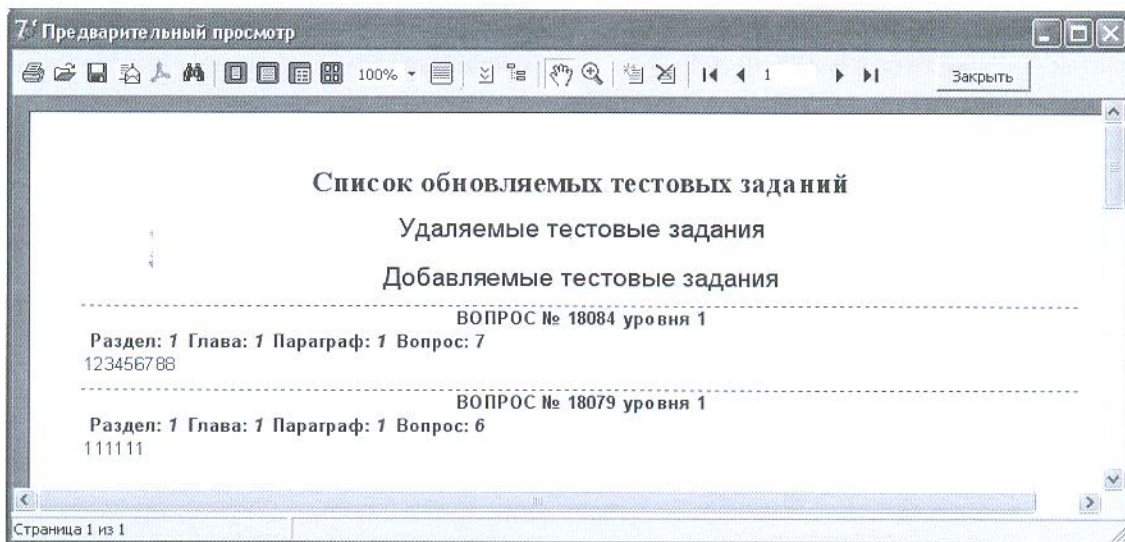 Предварительный просмотр
100%
1
Закрыть
Список обновляемых тестовых заданий
Удаляемые тестовые задания
Добавляемые тестовые задания
ВОПРОС № 18084 уровня 1
Раздел: 1 Глава: 1 Параграф: 1 Вопрос: 7
123456788
ВОПРОС № 18079 уровня 1
Раздел: 1 Глава: 1 Параграф: 1 Вопрос: 6
111111
Страница 1 из 1